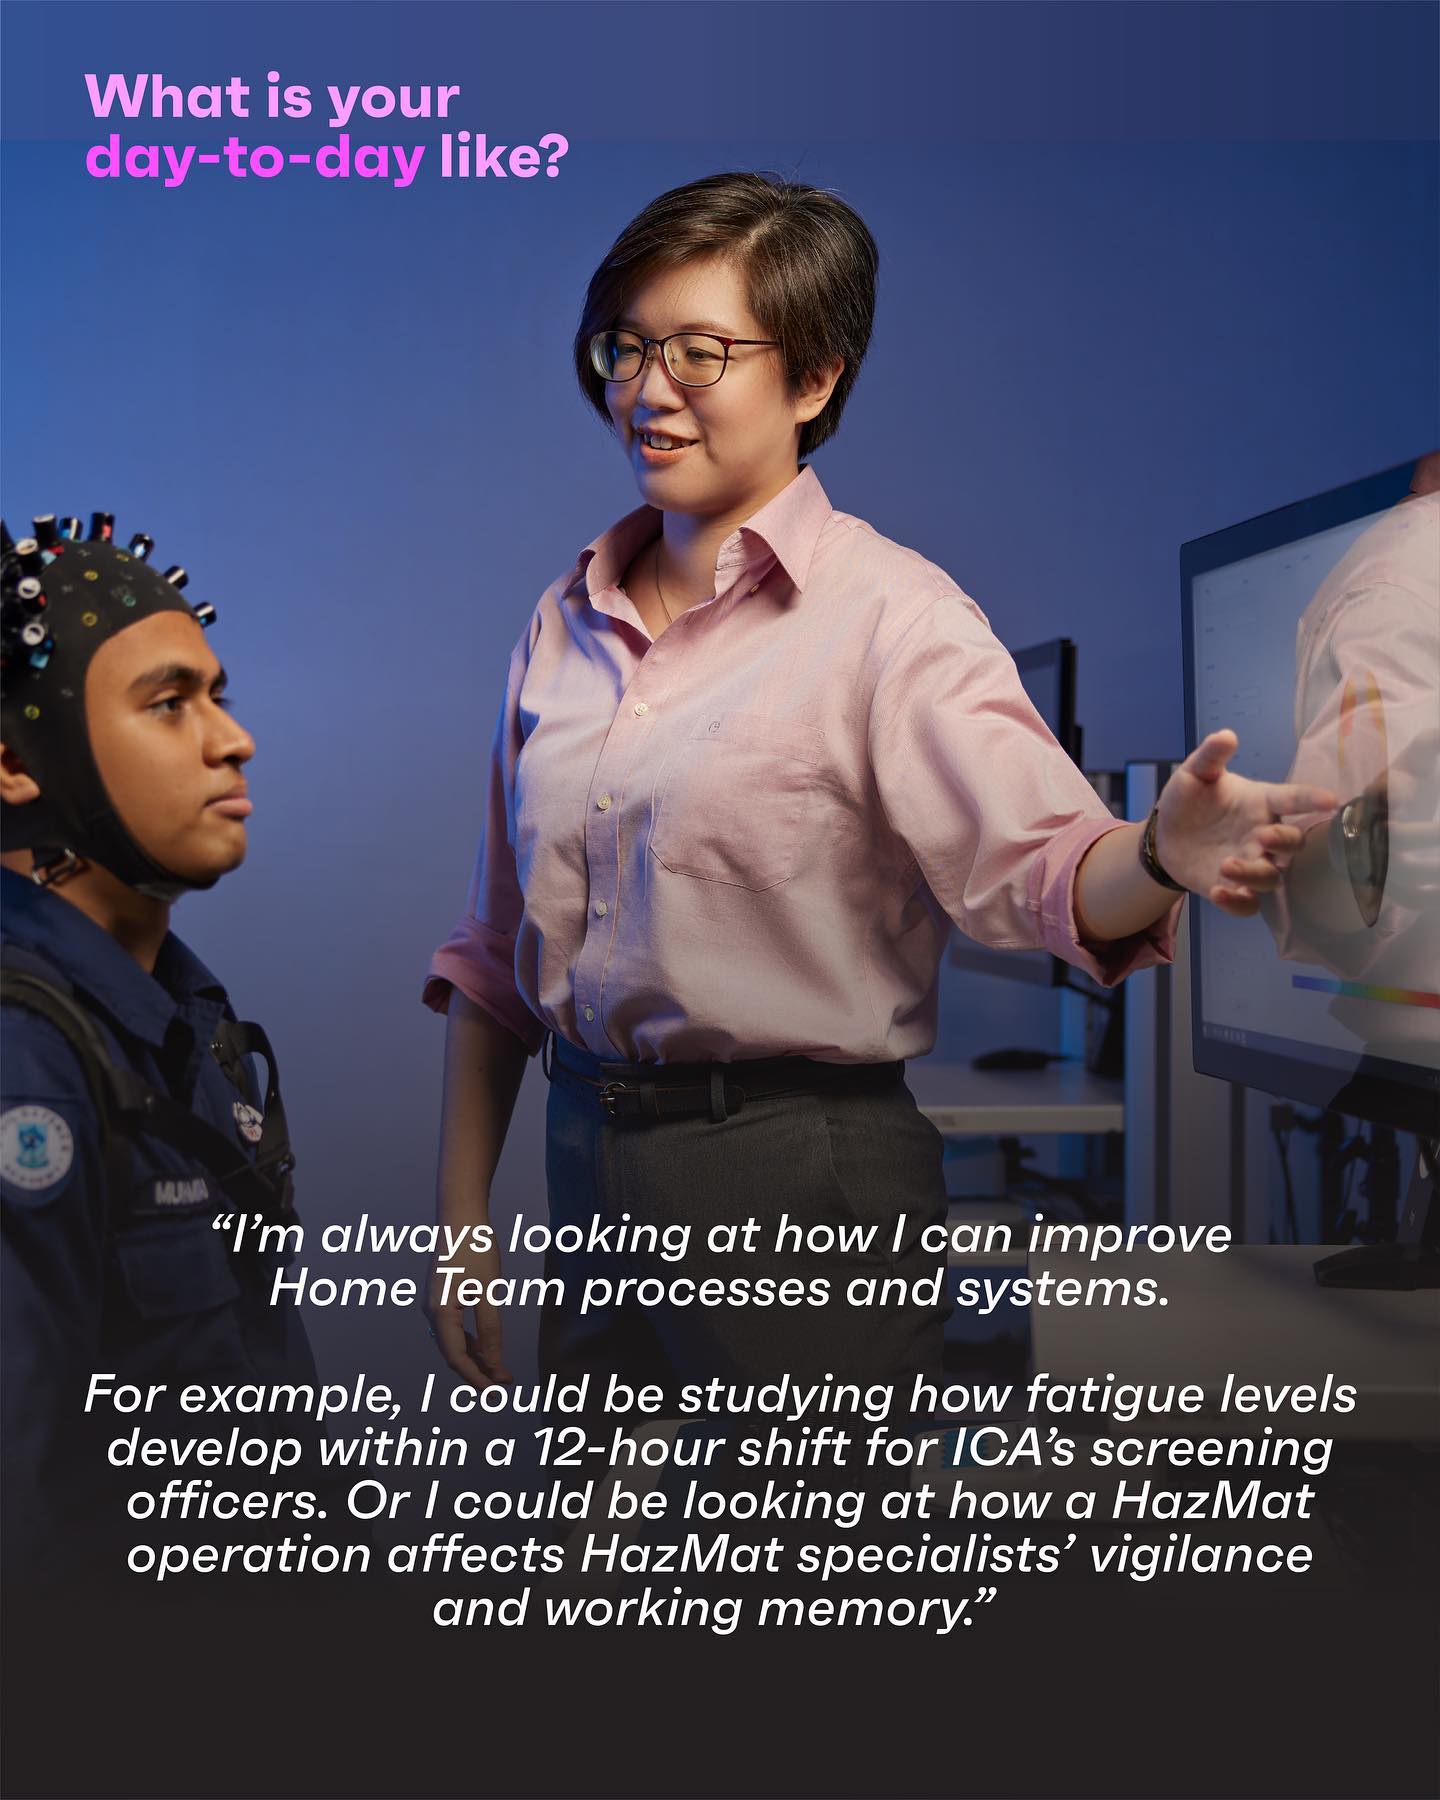 What is your
day-to-day like?
“I’m always looking at how I can improve
Home Team processes and systems.
For example, I could be studying how fatigue levels
develop within a 12-hour shift for ICA’s screening
officers. Or I could be looking at how a HazMat
operation affects HazMat specialists’ vigilance
and working memory.”